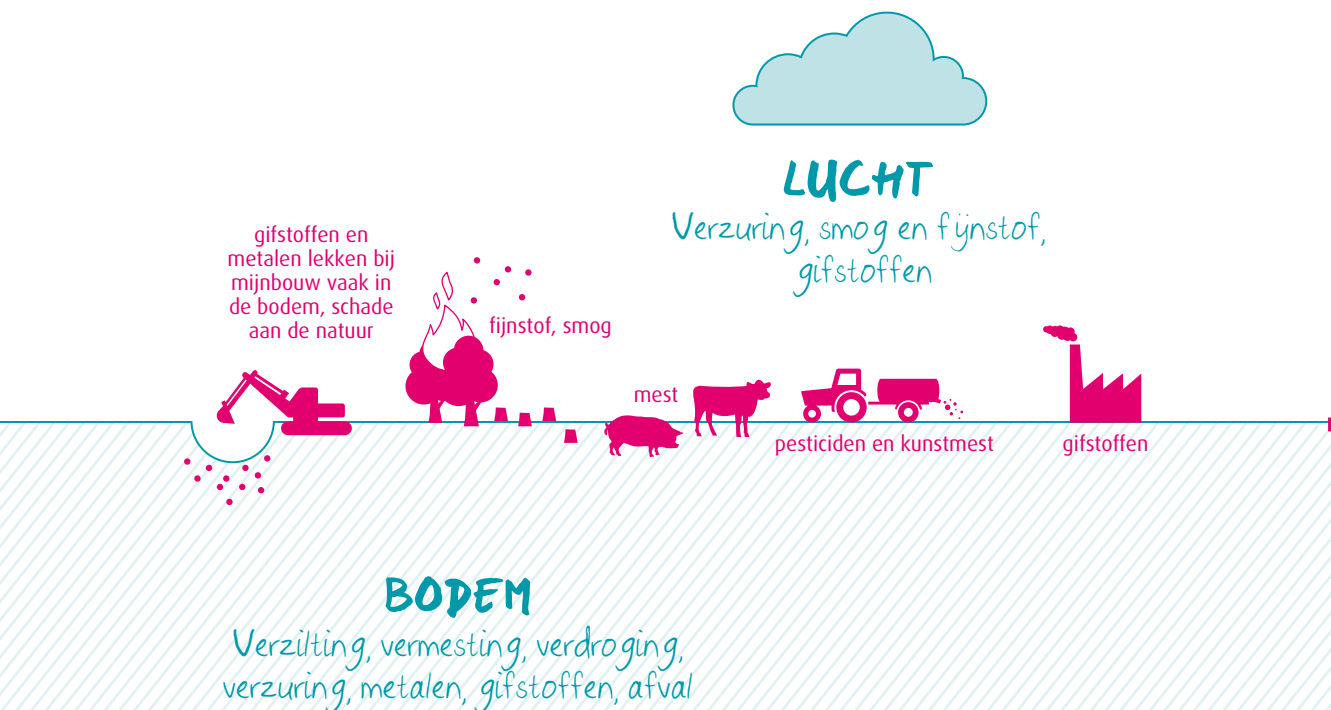 LUCHT
Verzuring, smog en fijnstof,
gifstoffen
gifstoffen en
metalen lekken bij
mijnbouw vaak in
de bodem, schade
aan de natuur
fijnstof, smog
mest
pesticiden en kunstmest
gifstoffen
BODEM
Verzilting, vermesting, verdroging,
verzuring, metalen, gifstoffen, afval